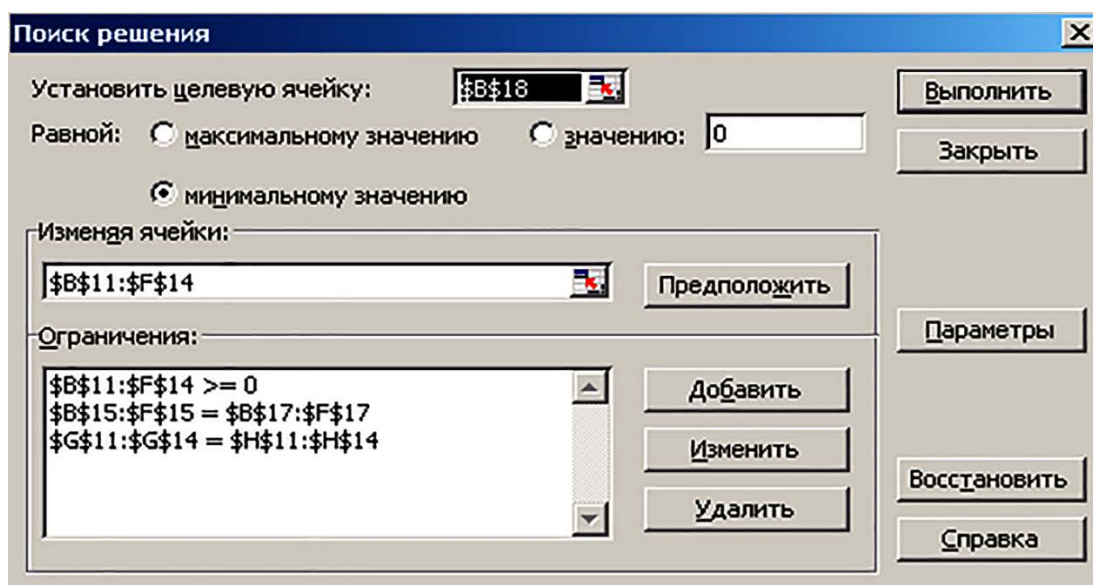 Поиск решения
Установить целевую ячейку: $B$18
Выполнить
Равной: максимальному значению значению: 0
Закрыть
минимальному значению
Изменяя ячейки:
$B$11:$F$14
Предположить
Ограничения:
Параметры
$B$11:$F$14 >= 0
$B$15:$F$15 = $B$17:$F$17
$G$11:$G$14 = $H$11:$H$14
Добавить
Изменить
Удалить
Восстановить
Справка